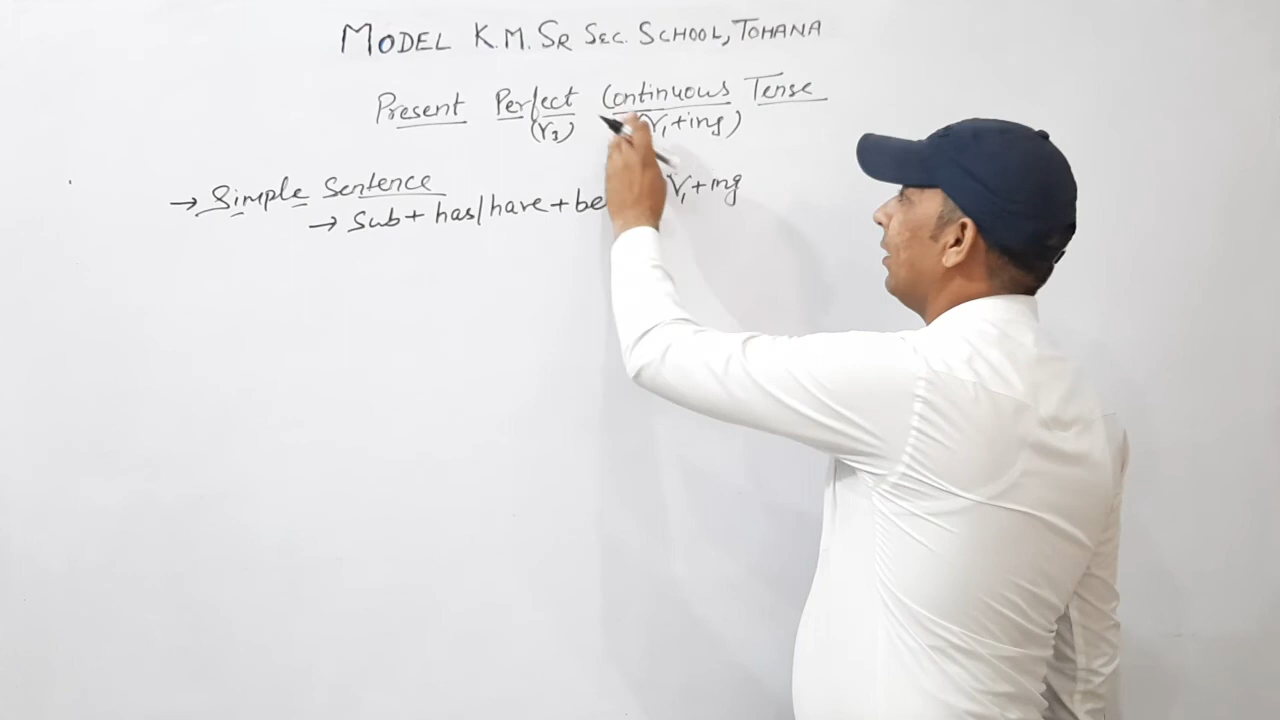 MODEL K.M. SR SEC. SCHOOL, TOHANA
Present Perfect Continuous Tense
(V3) (V1+ing)
→ Simple Sentence
→ Sub + has/have + be V1+ing